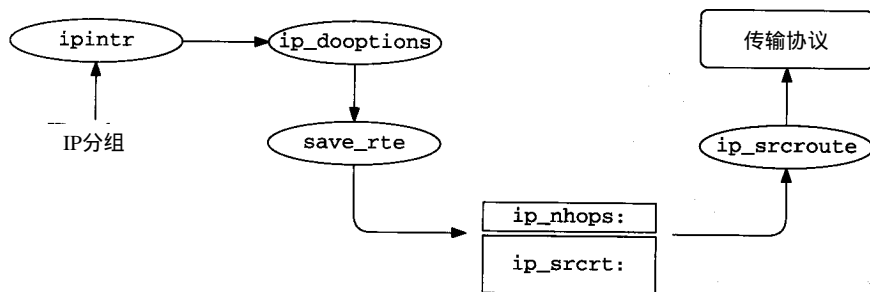 ipintr
ip_dooptions
传输协议
IP分组
save_rte
ip_srcroute
ip_nhops:
ip_srcrt: